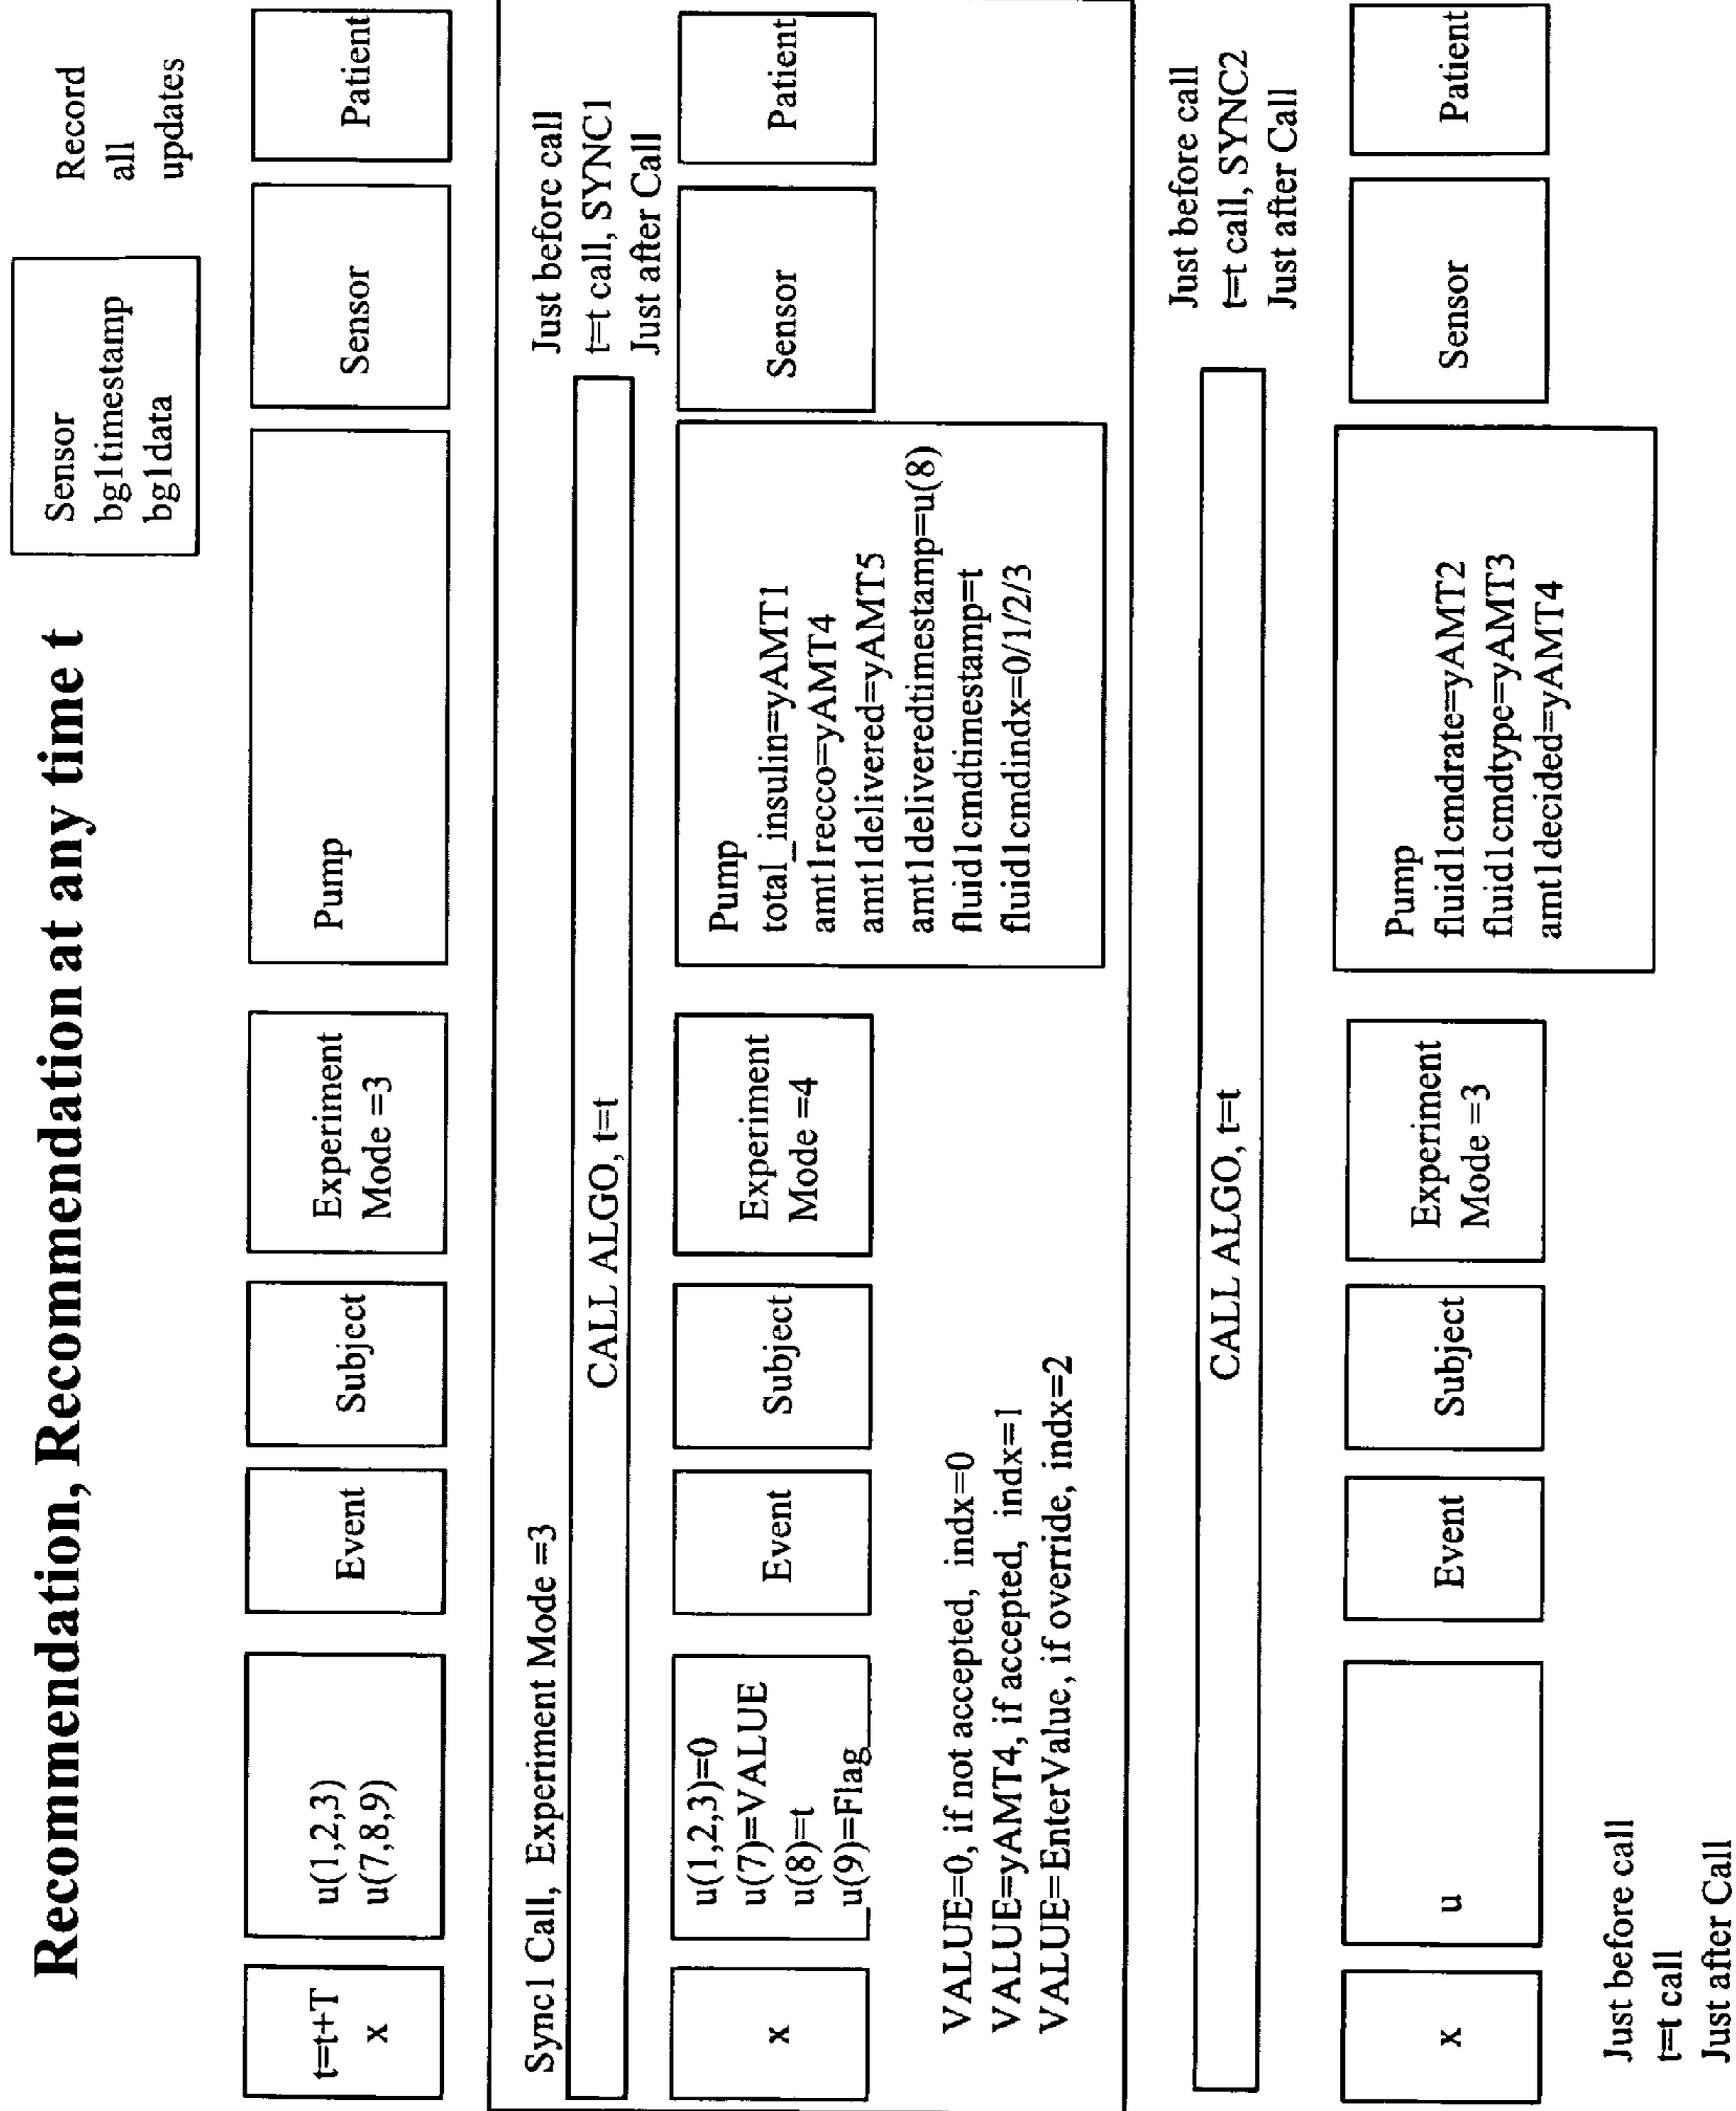 Recommendation, Recommendation at any time t
Sensor
bg1timestamp
bg1data
Record
all
updates
t=t+T
x
u(1,2,3)
u(7,8,9)
Event
Subject
Experiment
Mode =3
Pump
Sensor
Patient
Sync1 Call, Experiment Mode =3
CALL ALGO, t=t
Just before call
t=t call, SYNC1
Just after Call
x
u(1,2,3)=0
u(7)=VALUE
u(8)=t
u(9)=Flag
Event
Subject
Experiment
Mode =4
Pump
total_insulin=yAMT1
amt1recco=yAMT4
amt1delivered=yAMT5
amt1deliveredtimestamp=u(8)
fluid1cmdtimestamp=t
fluid1cmdindx=0/1/2/3
Sensor
Patient
VALUE=0, if not accepted, indx=0
VALUE=yAMT4, if accepted, indx=1
VALUE=EnterValue, if override, indx=2
CALL ALGO, t=t
Just before call
t=t call, SYNC2
Just after Call
x
u
Event
Subject
Experiment
Mode =3
Pump
fluid1cmdrate=yAMT2
fluid1cmdtype=yAMT3
amt1decided=yAMT4
Sensor
Patient
Just before call
t=t call
Just after Call